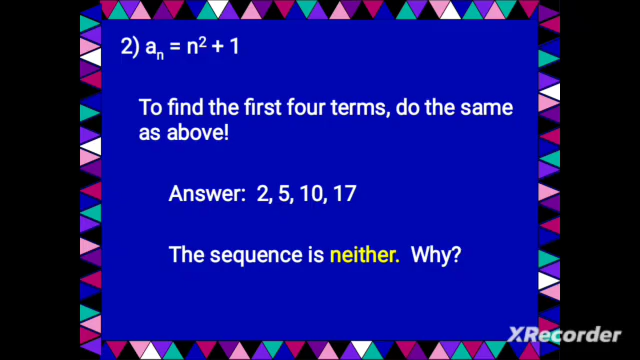 2) aₙ = n² + 1
To find the first four terms, do the same
as above!
Answer: 2, 5, 10, 17
The sequence is neither. Why?
XRecorder